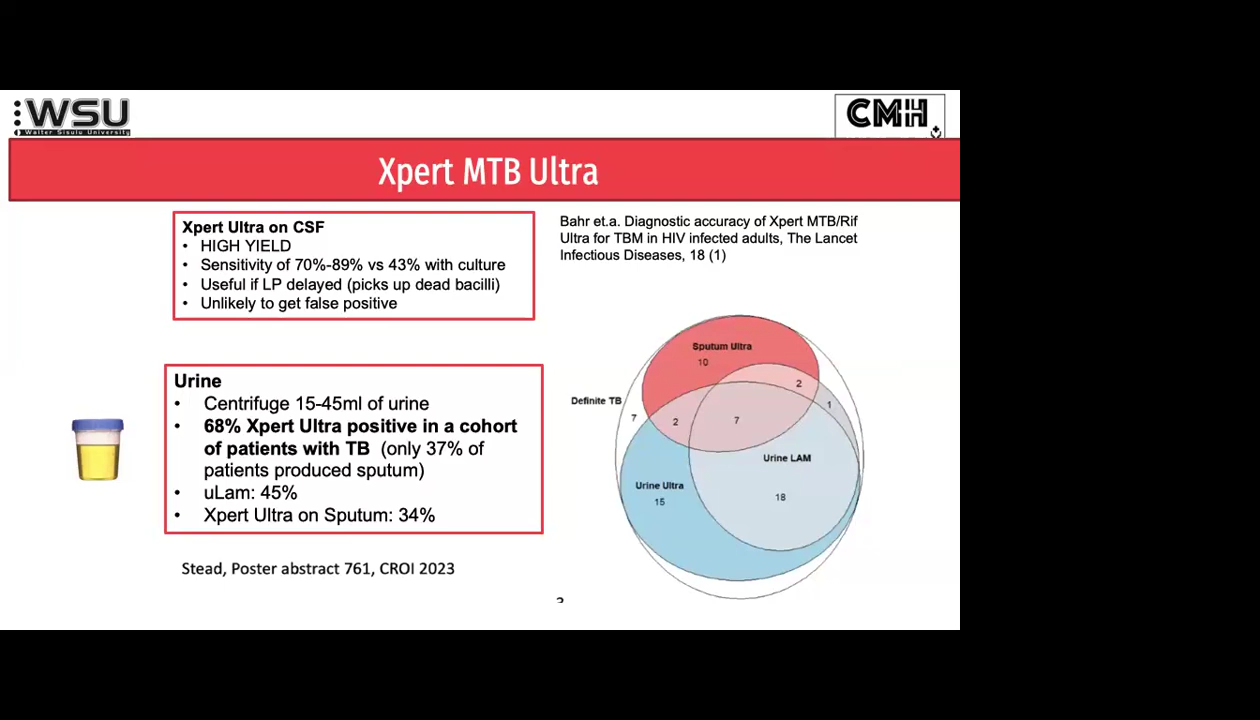 WSU
Walter Sisulu University
CMH
Xpert MTB Ultra
Xpert Ultra on CSF
• HIGH YIELD
• Sensitivity of 70%-89% vs 43% with culture
• Useful if LP delayed (picks up dead bacilli)
• Unlikely to get false positive
Bahr et.a. Diagnostic accuracy of Xpert MTB/Rif
Ultra for TBM in HIV infected adults, The Lancet
Infectious Diseases, 18 (1)
Urine
• Centrifuge 15-45ml of urine
• 68% Xpert Ultra positive in a cohort
of patients with TB (only 37% of
patients produced sputum)
• uLam: 45%
• Xpert Ultra on Sputum: 34%
Stead, Poster abstract 761, CROI 2023
Sputum Ultra
10
2
Definite TB
1
7
2
7
Urine LAM
Urine Ultra
15
18